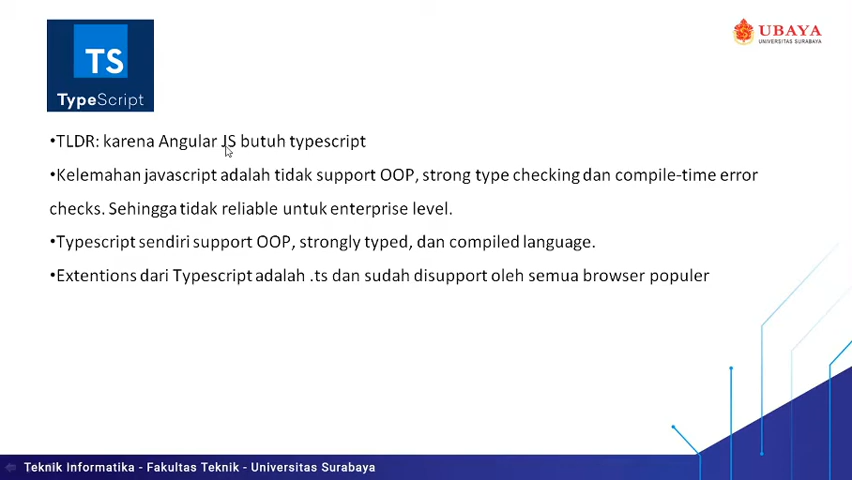 TS
TypeScript
UBAYA
UNIVERSITAS SURABAYA
•TLDR: karena Angular JS butuh typescript
•Kelemahan javascript adalah tidak support OOP, strong type checking dan compile-time error
checks. Sehingga tidak reliable untuk enterprise level.
•Typescript sendiri support OOP, strongly typed, dan compiled language.
•Extentions dari Typescript adalah .ts dan sudah disupport oleh semua browser populer
Teknik Informatika - Fakultas Teknik - Universitas Surabaya